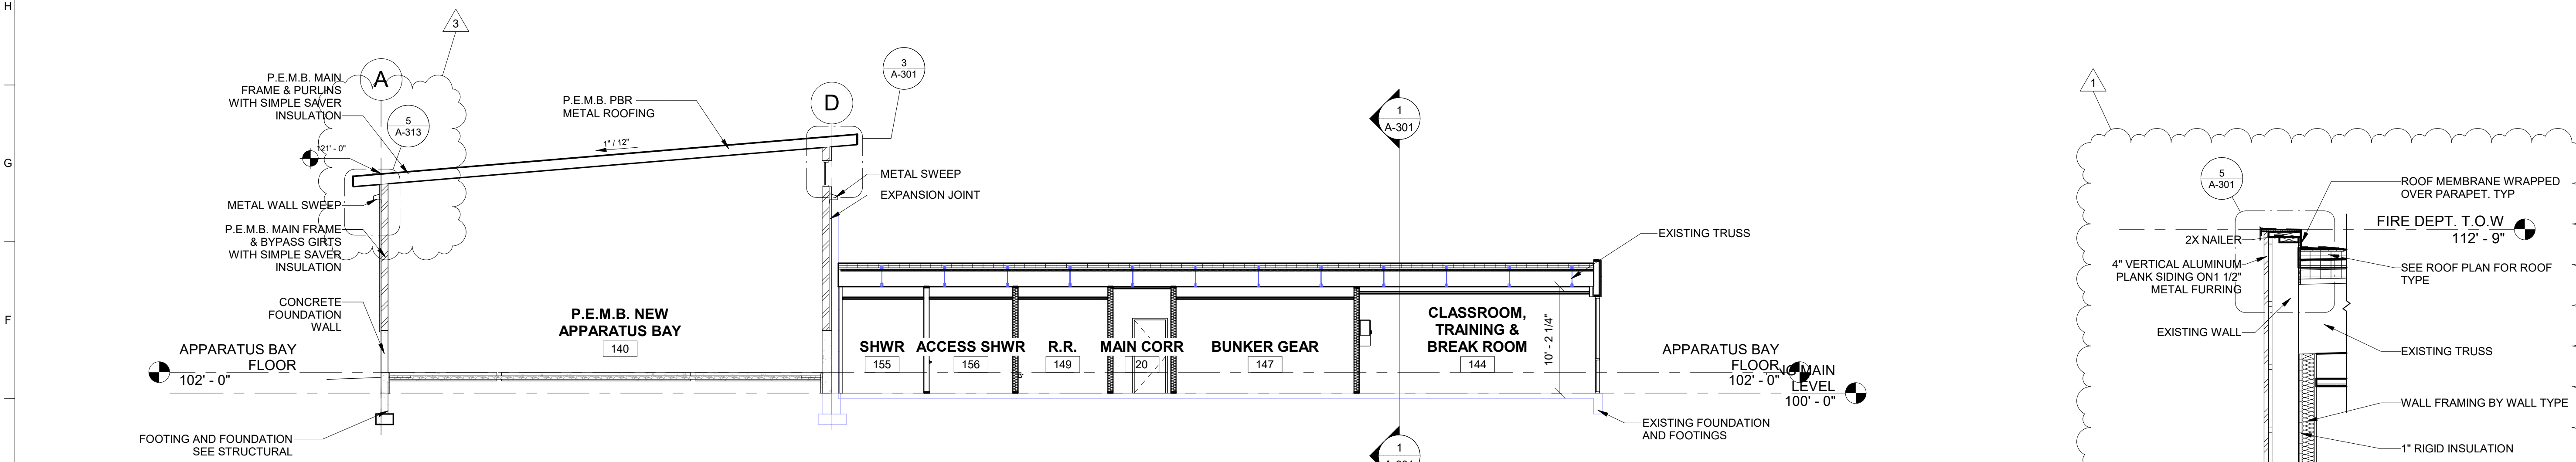 H
G
F
3
P.E.M.B. MAIN
FRAME & PURLINS
WITH SIMPLE SAVER
INSULATION
A
5
A-313
121' - 0"
METAL WALL SWEEP
P.E.M.B. MAIN FRAME
& BYPASS GIRTS
WITH SIMPLE SAVER
INSULATION
CONCRETE
FOUNDATION
WALL
APPARATUS BAY
FLOOR
102' - 0"
FOOTING AND FOUNDATION
SEE STRUCTURAL
P.E.M.B. PBR
METAL ROOFING
1" / 12"
P.E.M.B. NEW
APPARATUS BAY
140
D
3
A-301
METAL SWEEP
EXPANSION JOINT
SHWR
155
ACCESS SHWR
156
R.R.
149
MAIN CORR
20
BUNKER GEAR
147
1
A-301
CLASSROOM,
TRAINING &
BREAK ROOM
144
10' - 2 1/4"
1
EXISTING TRUSS
APPARATUS BAY
FLOOR
102' - 0"
MAIN
LEVEL
100' - 0"
EXISTING FOUNDATION
AND FOOTINGS
1
5
A-301
ROOF MEMBRANE WRAPPED
OVER PARAPET. TYP
FIRE DEPT. T.O.W
112' - 9"
2X NAILER
4" VERTICAL ALUMINUM
PLANK SIDING ON1 1/2"
METAL FURRING
SEE ROOF PLAN FOR ROOF
TYPE
EXISTING WALL
EXISTING TRUSS
WALL FRAMING BY WALL TYPE
1" RIGID INSULATION